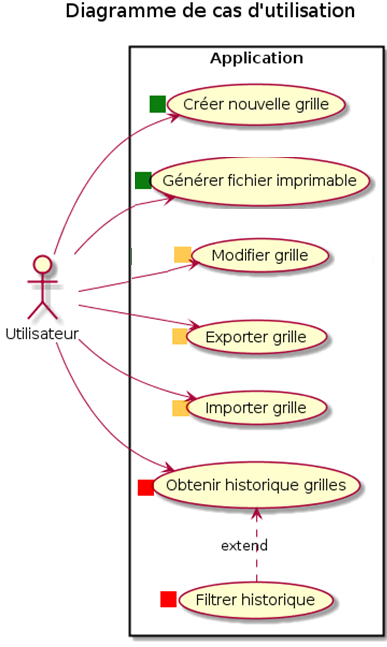 Diagramme de cas d'utilisation
Application
Créer nouvelle grille
Générer fichier imprimable
Modifier grille
Utilisateur
Exporter grille
Importer grille
Obtenir historique grilles
extend
Filtrer historique